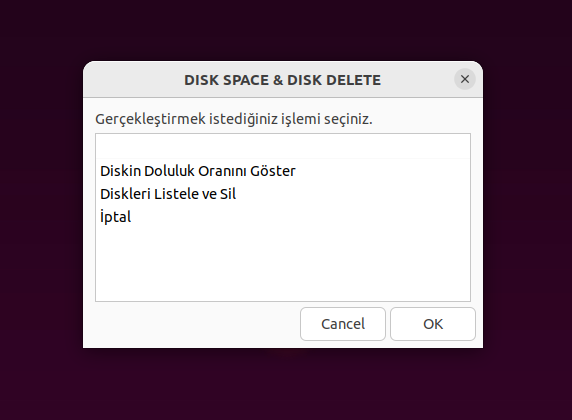 DISK SPACE & DISK DELETE
Gerçekleştirmek istediğiniz işlemi seçiniz.
Diskin Doluluk Oranını Göster
Diskleri Listele ve Sil
İptal
Cancel OK